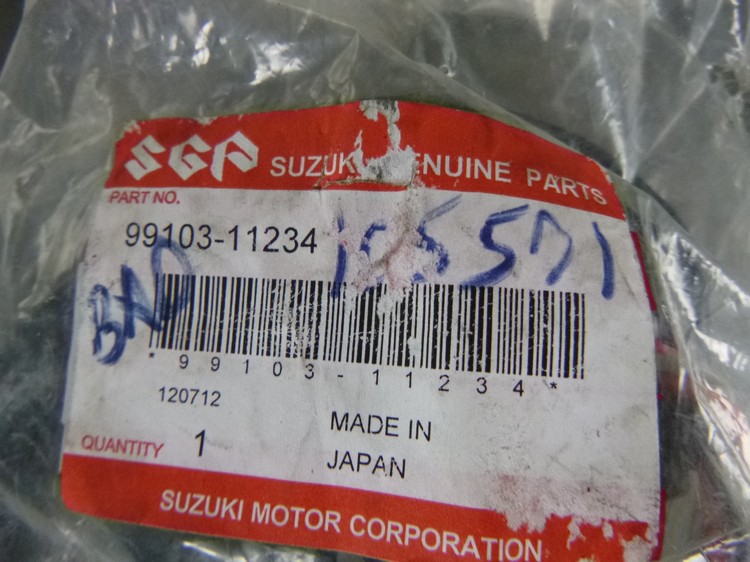 SGP SUZUKI GENUINE PARTS
PART NO.
99103-11234
BAD
*99103-11234*
120712
MADE IN
JAPAN
QUANTITY 1
SUZUKI MOTOR CORPORATION